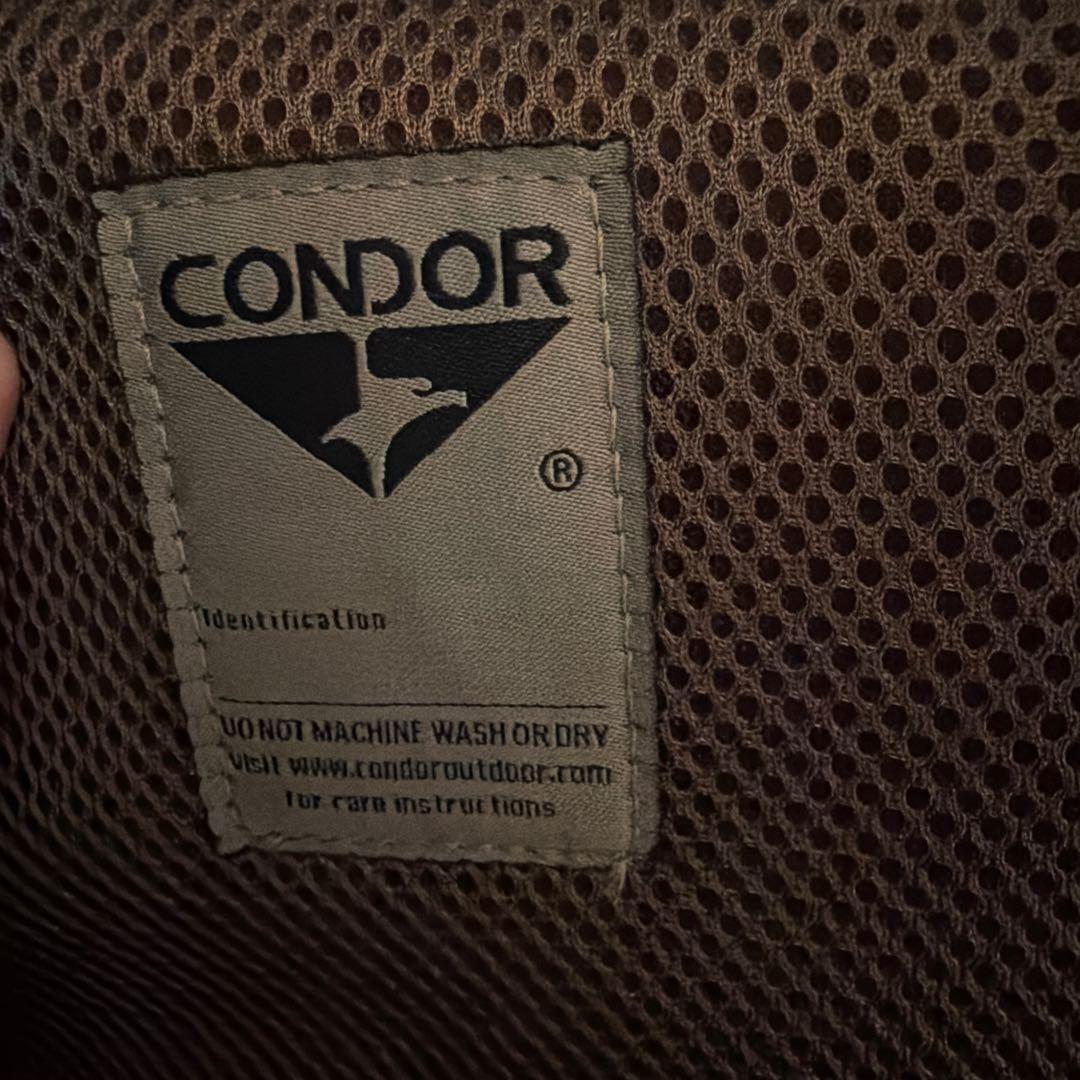 CONDOR
®
Identification
DO NOT MACHINE WASH OR DRY
Visit www.condoroutdoor.com
for care instructions